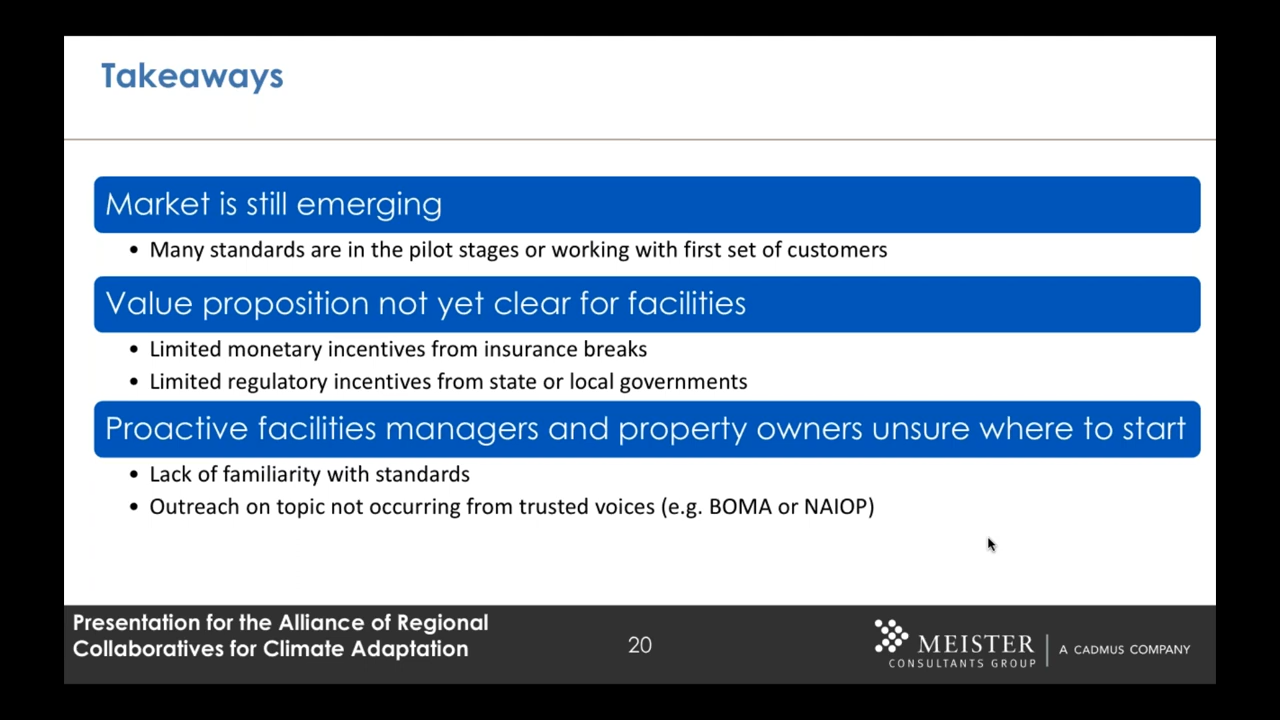 Takeaways
Market is still emerging
• Many standards are in the pilot stages or working with first set of customers
Value proposition not yet clear for facilities
• Limited monetary incentives from insurance breaks
• Limited regulatory incentives from state or local governments
Proactive facilities managers and property owners unsure where to start
• Lack of familiarity with standards
• Outreach on topic not occurring from trusted voices (e.g. BOMA or NAIOP)
Presentation for the Alliance of Regional
Collaboratives for Climate Adaptation
20
MEISTER
CONSULTANTS GROUP
A CADMUS COMPANY